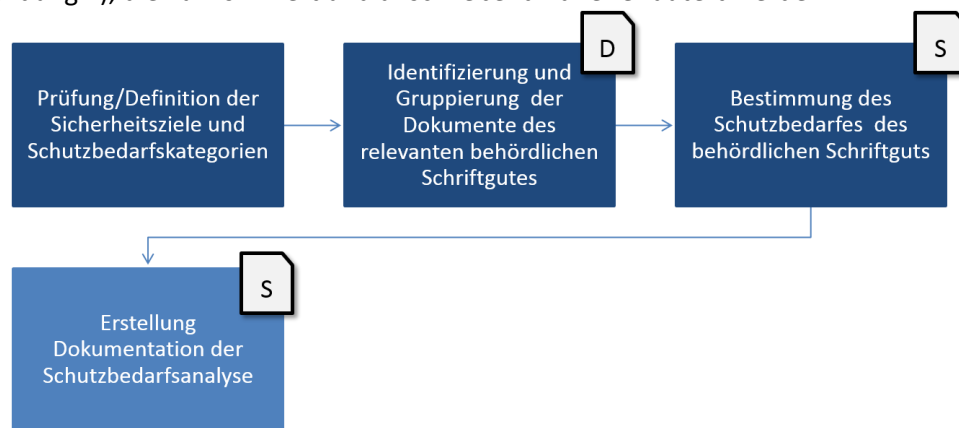 Prüfung/Definition der
Sicherheitsziele und
Schutzbedarfskategorien
D
Identifizierung und
Gruppierung der
Dokumente des
relevanten behördlichen
Schriftgutes
S
Bestimmung des
Schutzbedarfes des
behördlichen Schriftguts
S
Erstellung
Dokumentation der
Schutzbedarfsanalyse